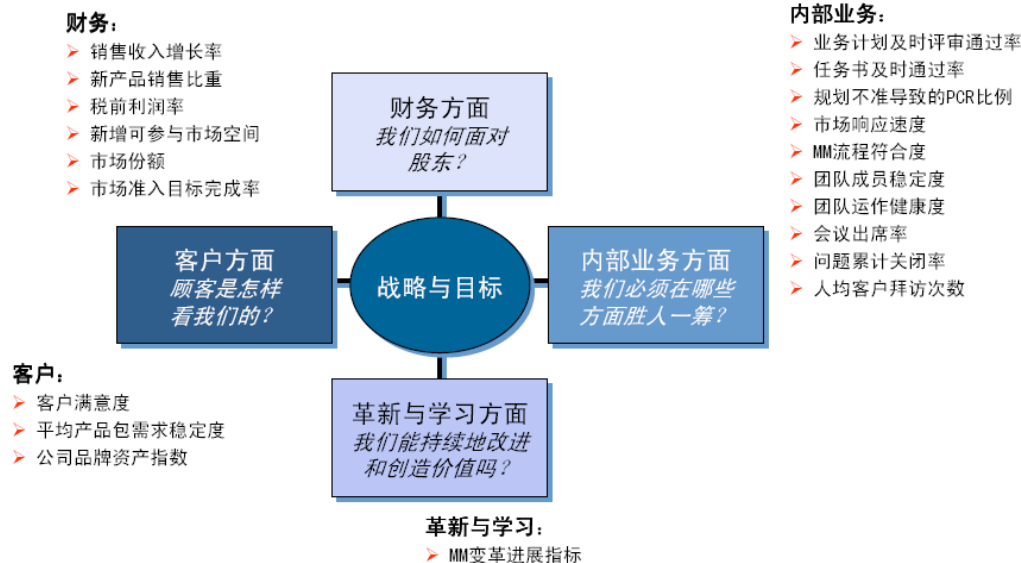 财务：
销售收入增长率
新产品销售比重
税前利润率
新增可参与市场空间
市场份额
市场准入目标完成率
内部业务：
业务计划及时评审通过率
任务书及时通过率
规划不准导致的PCR比例
市场响应速度
MM流程符合度
团队成员稳定度
团队运作健康度
会议出席率
问题累计关闭率
人均客户拜访次数
财务方面
我们如何面对
股东？
客户方面
顾客是怎样
看我们的？
战略与目标
内部业务方面
我们必须在哪些
方面胜人一筹？
客户：
客户满意度
平均产品包需求稳定度
公司品牌资产指数
革新与学习方面
我们能持续地改进
和创造价值吗？
革新与学习：
MM变革进展指标